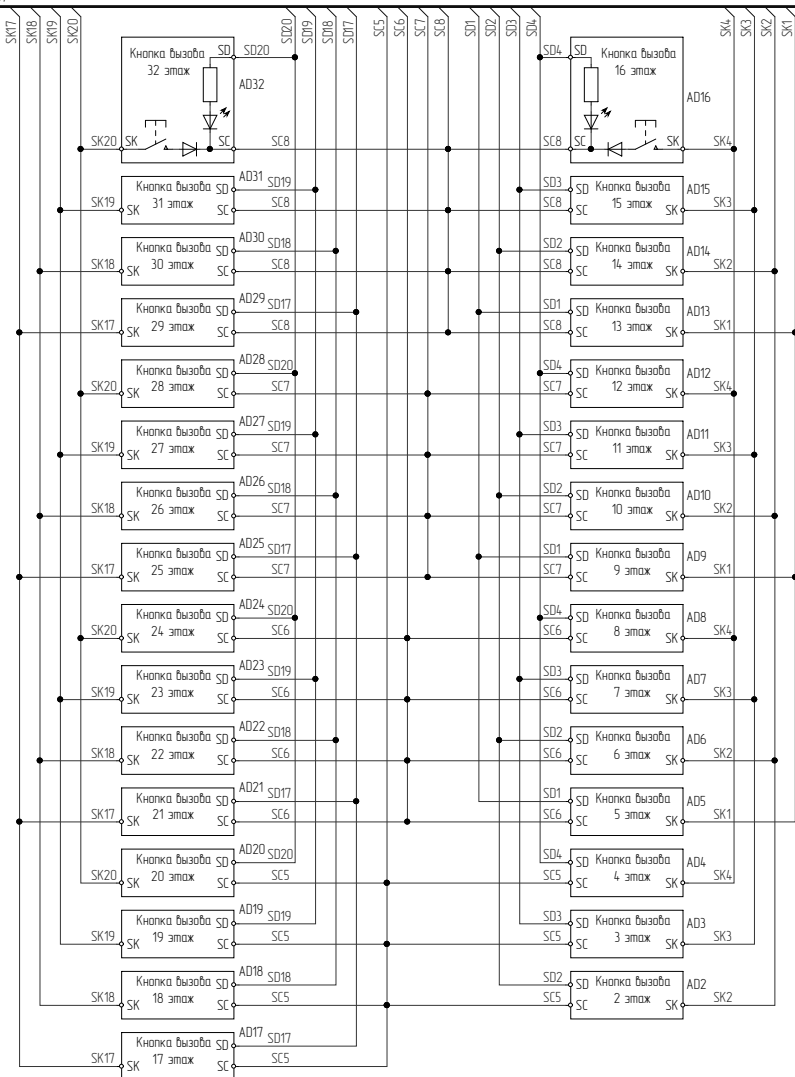 SK17 SK18 SK19 SK20 SD20 SD19 SD18 SD17 SC5 SC6 SC7 SC8 SD1 SD2 SD3 SD4 SK4 SK3 SK2 SK1
Кнопка вызова 32 этаж SD SD20 AD32 SK20 SK SC SC8
SD4 SD Кнопка вызова 16 этаж AD16 SC8 SC SK SK4
Кнопка вызова 31 этаж SD AD31 SD19 SK19 SK SC SC8
SD3 SD Кнопка вызова 15 этаж AD15 SC8 SC SK SK3
Кнопка вызова 30 этаж SD AD30 SD18 SK18 SK SC SC8
SD2 SD Кнопка вызова 14 этаж AD14 SC8 SC SK SK2
Кнопка вызова 29 этаж SD AD29 SD17 SK17 SK SC SC8
SD1 SD Кнопка вызова 13 этаж AD13 SC8 SC SK SK1
Кнопка вызова 28 этаж SD AD28 SD20 SK20 SK SC SC7
SD4 SD Кнопка вызова 12 этаж AD12 SC7 SC SK SK4
Кнопка вызова 27 этаж SD AD27 SD19 SK19 SK SC SC7
SD3 SD Кнопка вызова 11 этаж AD11 SC7 SC SK SK3
Кнопка вызова 26 этаж SD AD26 SD18 SK18 SK SC SC7
SD2 SD Кнопка вызова 10 этаж AD10 SC7 SC SK SK2
Кнопка вызова 25 этаж SD AD25 SD17 SK17 SK SC SC7
SD1 SD Кнопка вызова 9 этаж AD9 SC7 SC SK SK1
Кнопка вызова 24 этаж SD AD24 SD20 SK20 SK SC SC6
SD4 SD Кнопка вызова 8 этаж AD8 SC6 SC SK SK4
Кнопка вызова 23 этаж SD AD23 SD19 SK19 SK SC SC6
SD3 SD Кнопка вызова 7 этаж AD7 SC6 SC SK SK3
Кнопка вызова 22 этаж SD AD22 SD18 SK18 SK SC SC6
SD2 SD Кнопка вызова 6 этаж AD6 SC6 SC SK SK2
Кнопка вызова 21 этаж SD AD21 SD17 SK17 SK SC SC6
SD1 SD Кнопка вызова 5 этаж AD5 SC6 SC SK SK1
Кнопка вызова 20 этаж SD AD20 SD20 SK20 SK SC SC5
SD4 SD Кнопка вызова 4 этаж AD4 SC5 SC SK SK4
Кнопка вызова 19 этаж SD AD19 SD19 SK19 SK SC SC5
SD3 SD Кнопка вызова 3 этаж AD3 SC5 SC SK SK3
Кнопка вызова 18 этаж SD AD18 SD18 SK18 SK SC SC5
SD2 SD Кнопка вызова 2 этаж AD2 SC5 SC SK SK2
Кнопка вызова 17 этаж SD AD17 SD17 SK17 SK SC SC5